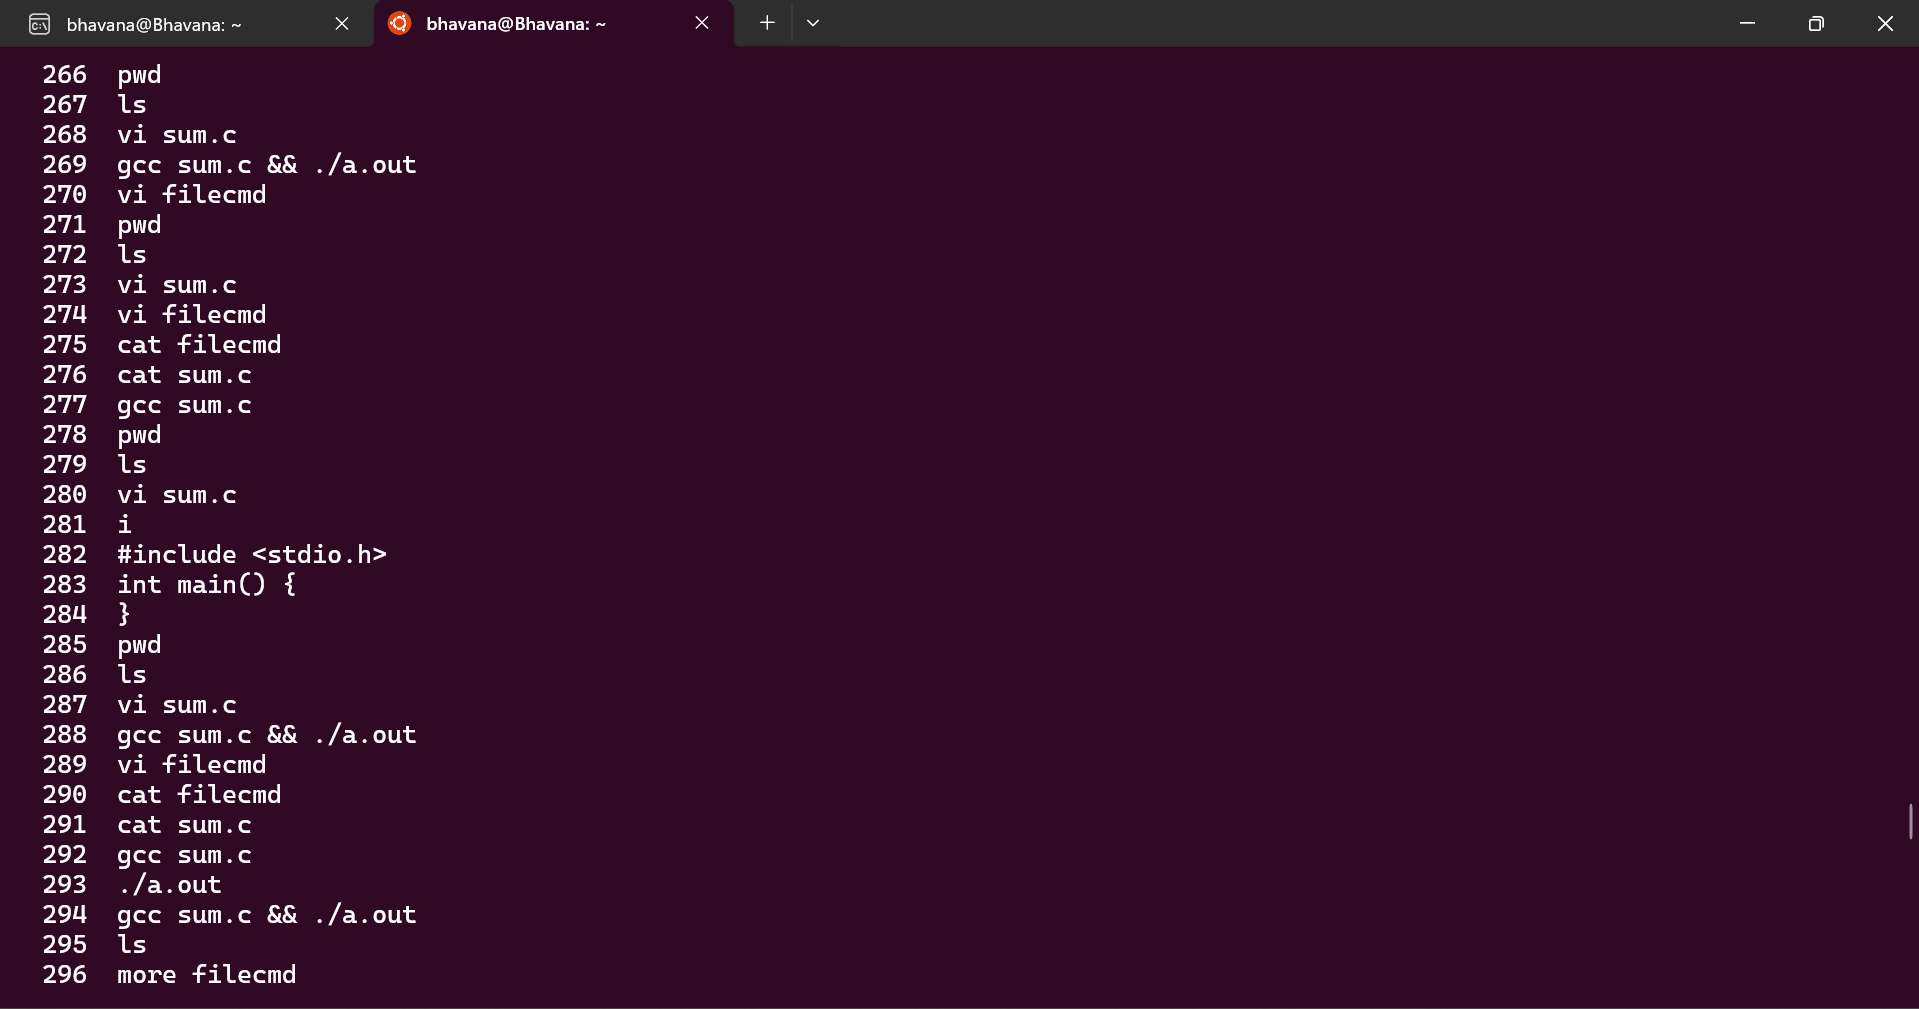 bhavana@Bhavana: ~
bhavana@Bhavana: ~
266 pwd
267 ls
268 vi sum.c
269 gcc sum.c && ./a.out
270 vi filecmd
271 pwd
272 ls
273 vi sum.c
274 vi filecmd
275 cat filecmd
276 cat sum.c
277 gcc sum.c
278 pwd
279 ls
280 vi sum.c
281 i
282 #include <stdio.h>
283 int main() {
284 }
285 pwd
286 ls
287 vi sum.c
288 gcc sum.c && ./a.out
289 vi filecmd
290 cat filecmd
291 cat sum.c
292 gcc sum.c
293 ./a.out
294 gcc sum.c && ./a.out
295 ls
296 more filecmd